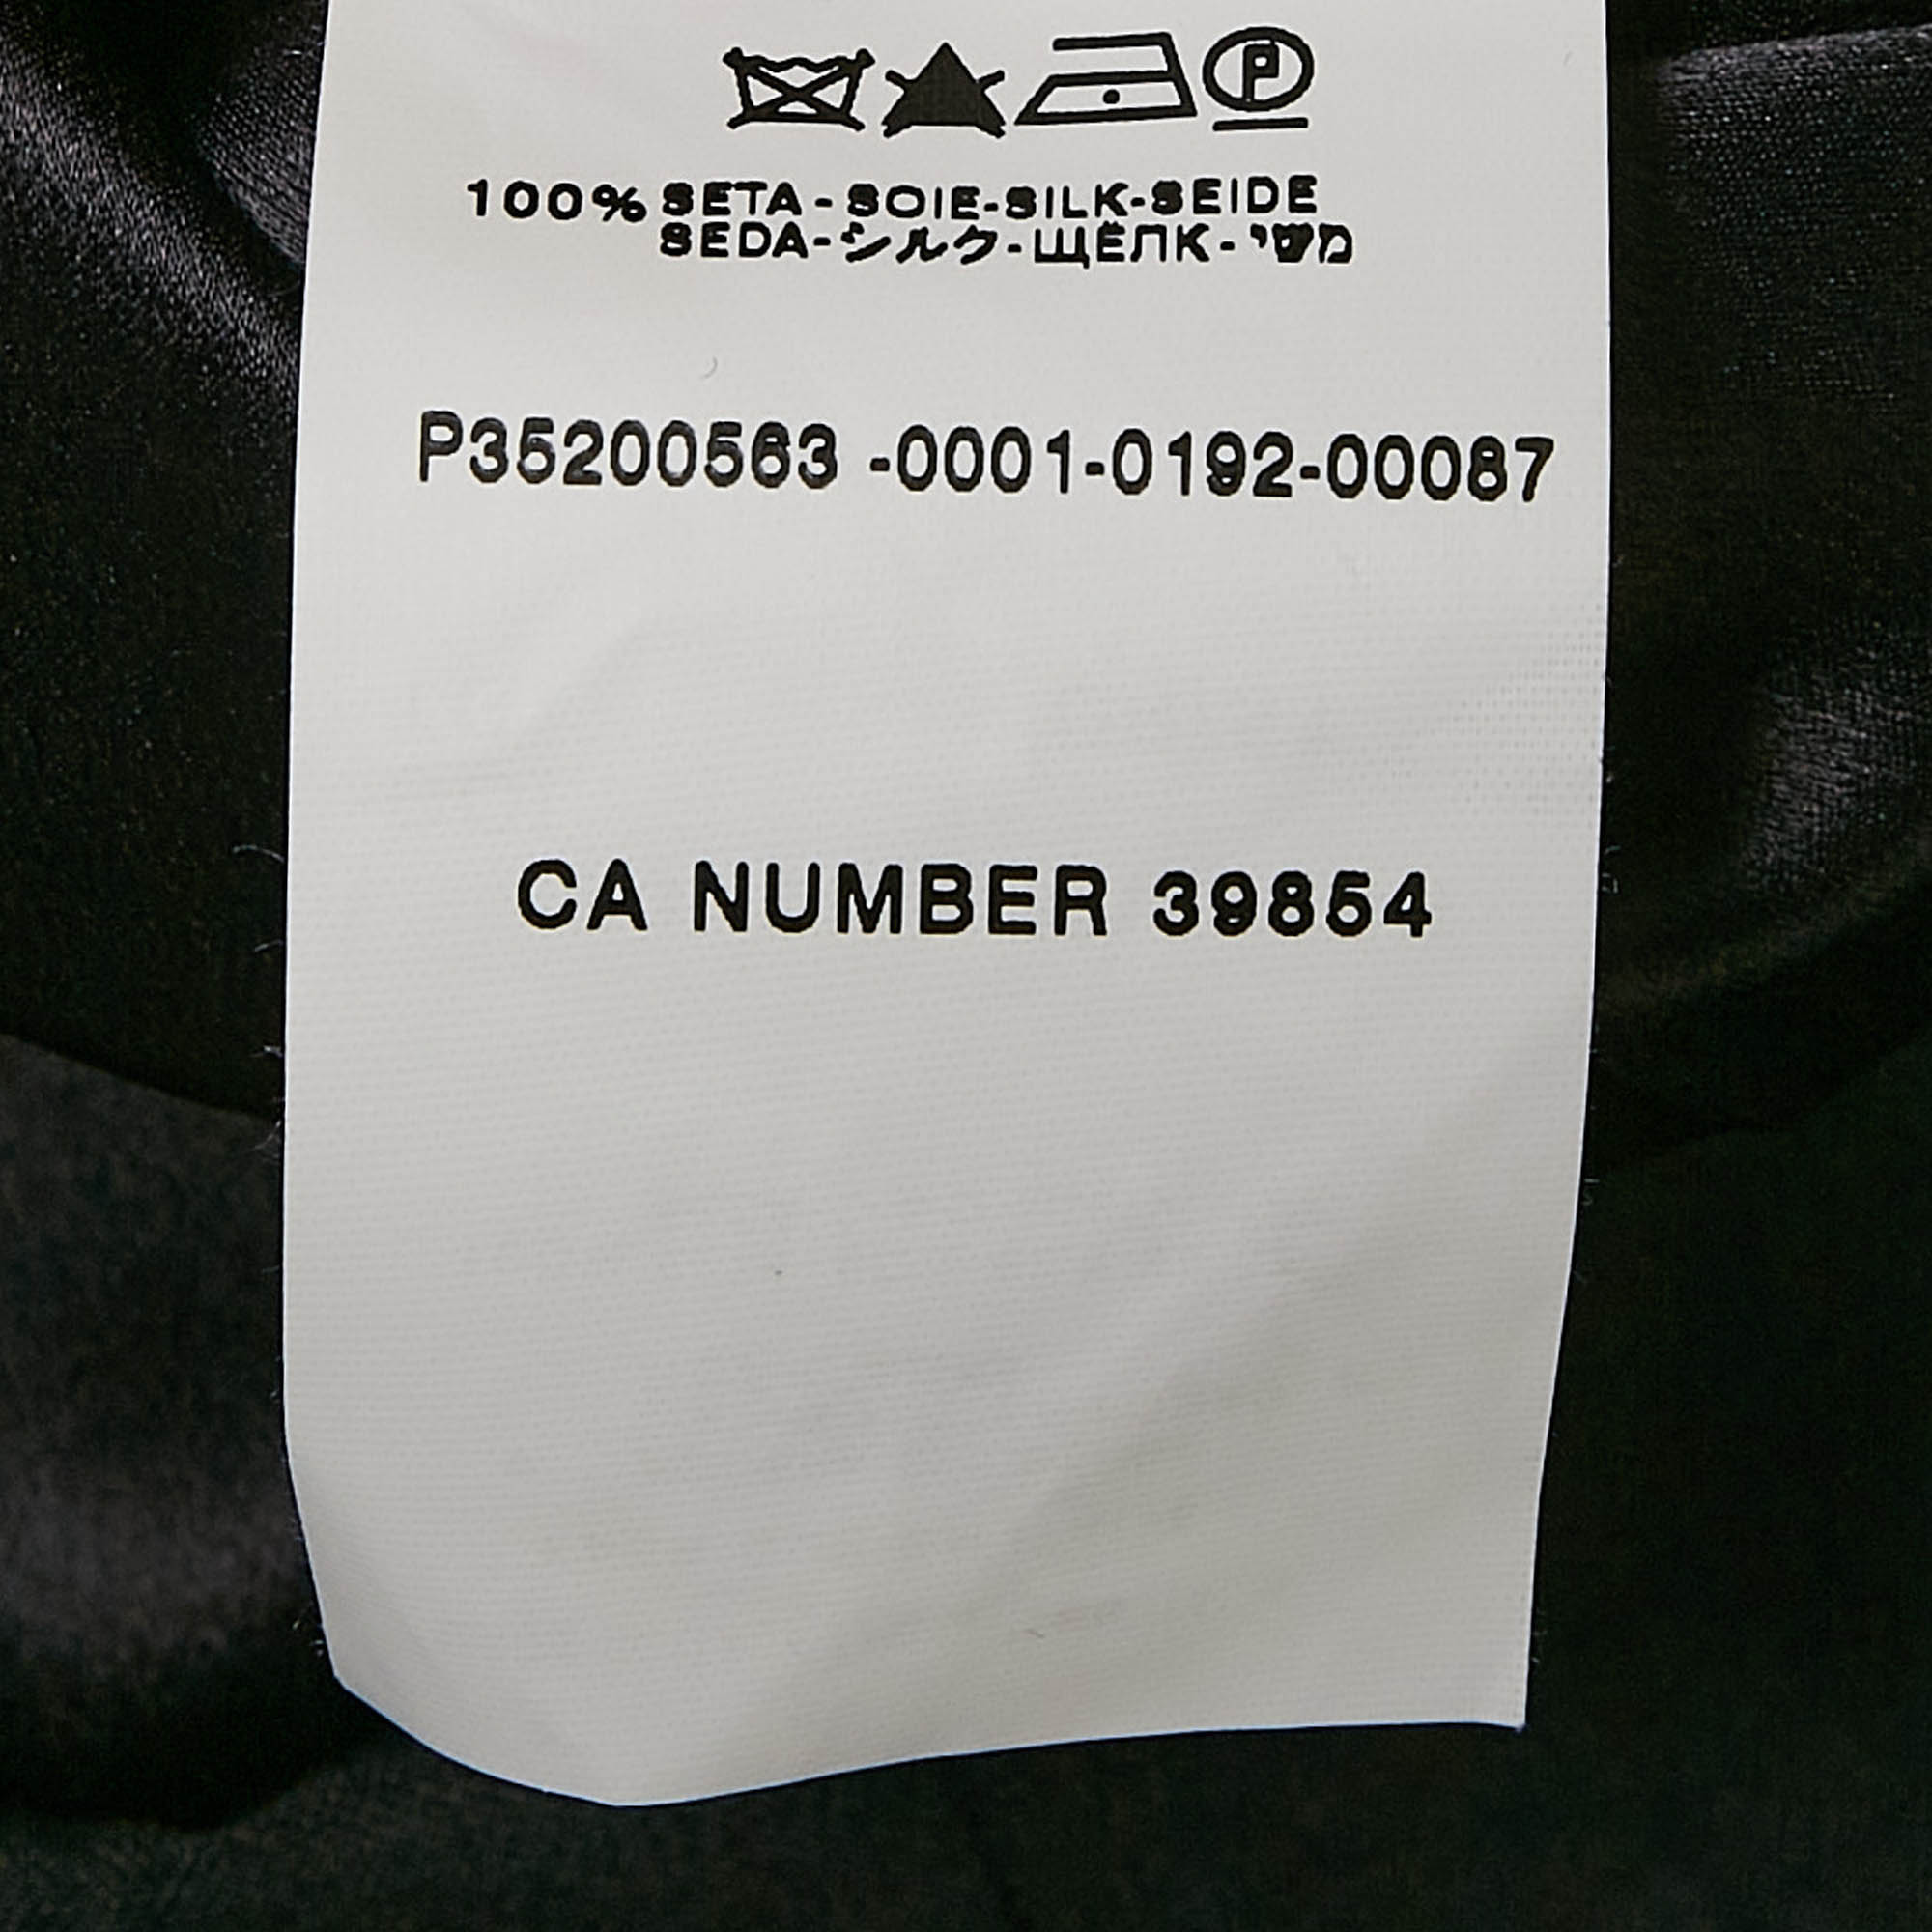 P
100% SETA-SOIE-SILK-SEIDE
SEDA-シルク-ЩЁЛК-משי
P35200563 -0001-0192-00087
CA NUMBER 39854